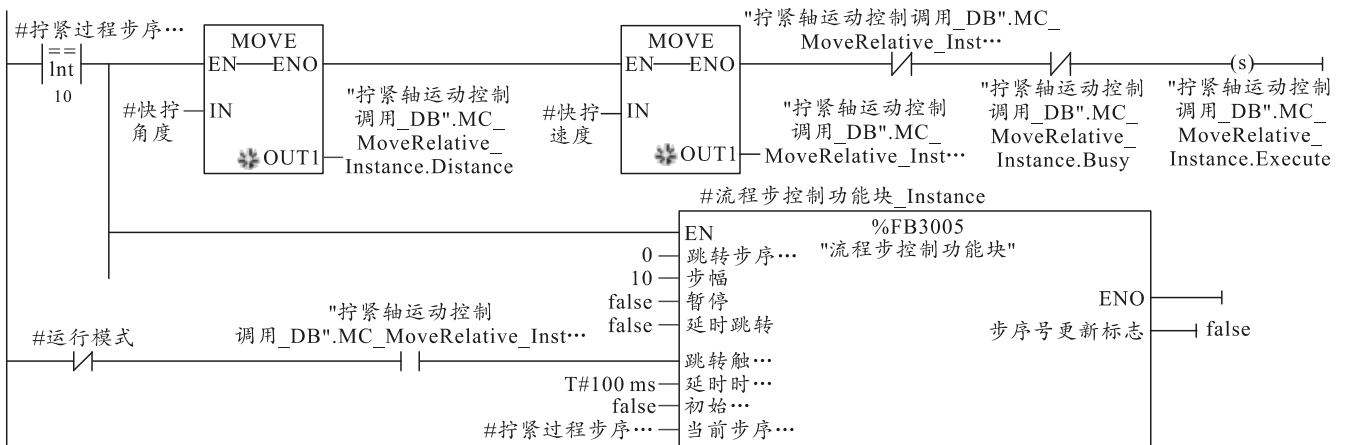 #拧紧过程步序…
==
Int
10
MOVE
EN
ENO
#快拧
角度
IN
OUT1
"拧紧轴运动控制
调用_DB".MC_
MoveRelative_
Instance.Distance
MOVE
EN
ENO
#快拧
速度
IN
OUT1
"拧紧轴运动控制
调用_DB".MC_
MoveRelative_Inst…
"拧紧轴运动控制调用_DB".MC_
MoveRelative_Inst…
"拧紧轴运动控制
调用_DB".MC_
MoveRelative_
Instance.Busy
(s)
"拧紧轴运动控制
调用_DB".MC_
MoveRelative_
Instance.Execute
#流程步控制功能块_Instance
%FB3005
"流程步控制功能块"
EN
0
跳转步序…
10
步幅
false
暂停
false
延时跳转
ENO
步序号更新标志
false
#运行模式
"拧紧轴运动控制
调用_DB".MC_MoveRelative_Inst…
跳转触…
T#100 ms
延时时…
false
初始…
#拧紧过程步序…
当前步序…